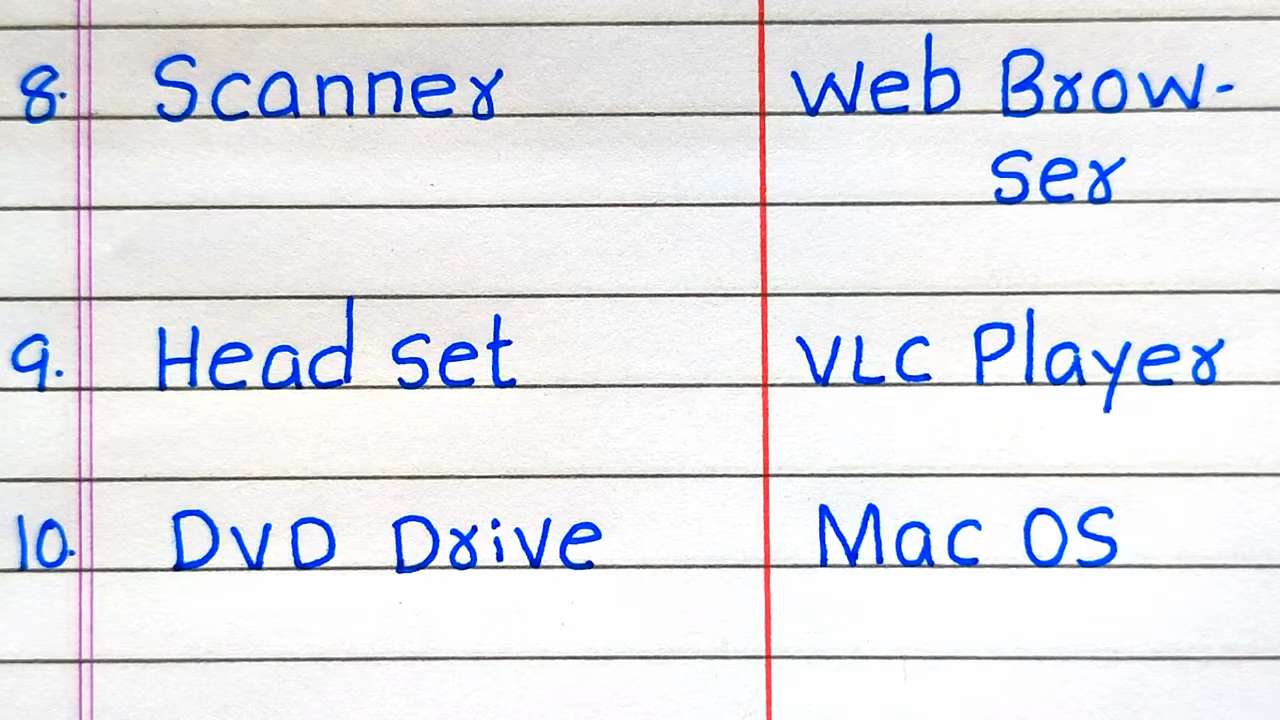 8. Scanner Web Brow-
ser
9. Head set VLC Player
10. DVD Drive Mac OS